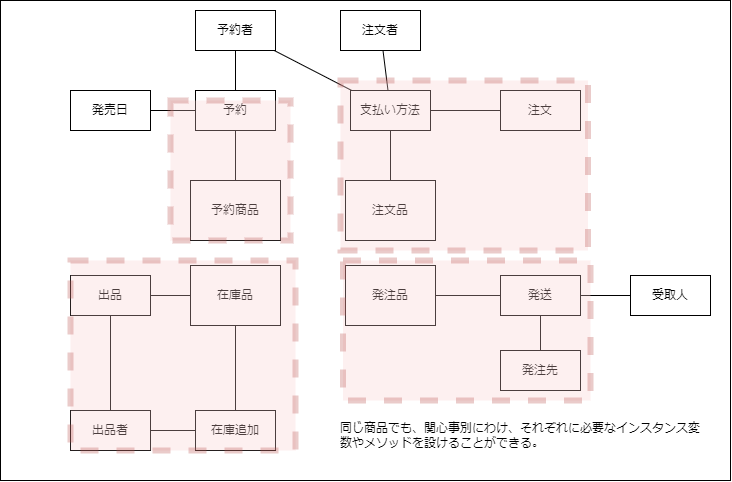 予約者
注文者
発売日
予約
支払い方法
注文
予約商品
注文品
出品
在庫品
発注品
発送
受取人
発注先
出品者
在庫追加
同じ商品でも、関心事別にわけ、それぞれに必要なインスタンス変
数やメソッドを設けることができる。